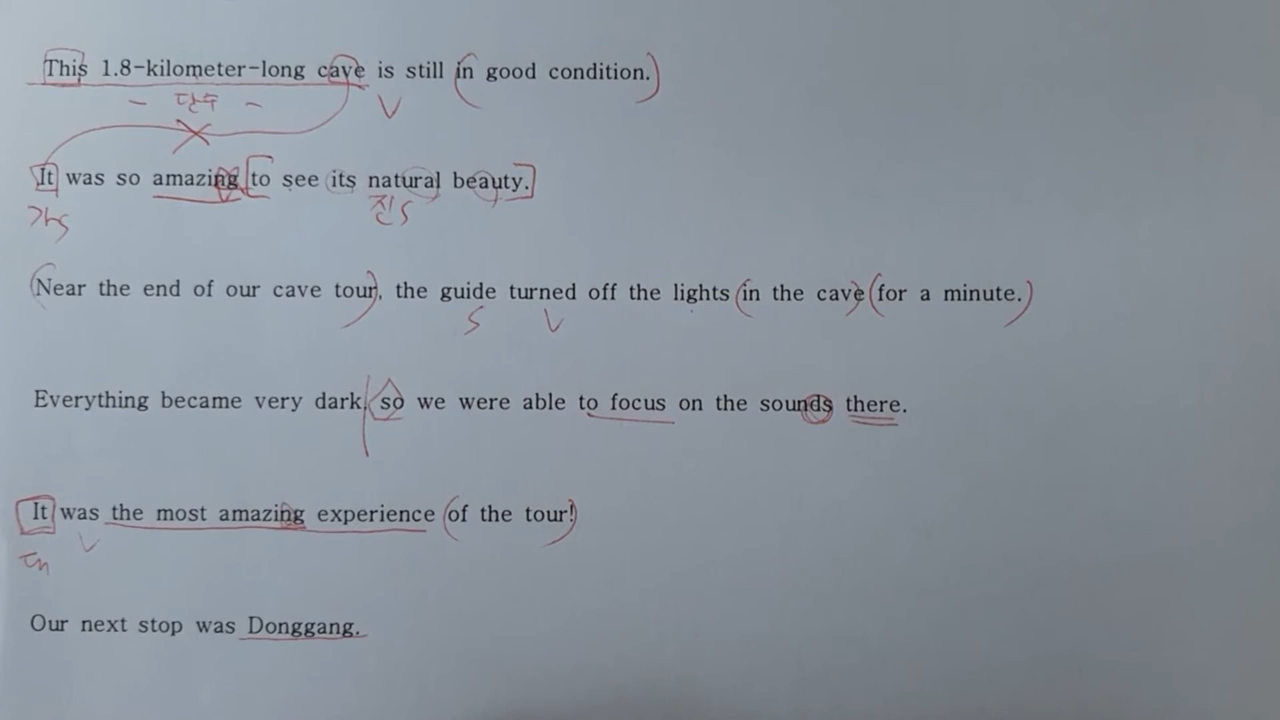 This 1.8-kilometer-long cave is still in good condition.
- 단수 - V
It was so amazing to see its natural beauty.
가S 진S
Near the end of our cave tour, the guide turned off the lights in the cave for a minute.
S V
Everything became very dark, so we were able to focus on the sounds there.
It was the most amazing experience of the tour!
V
Our next stop was Donggang.